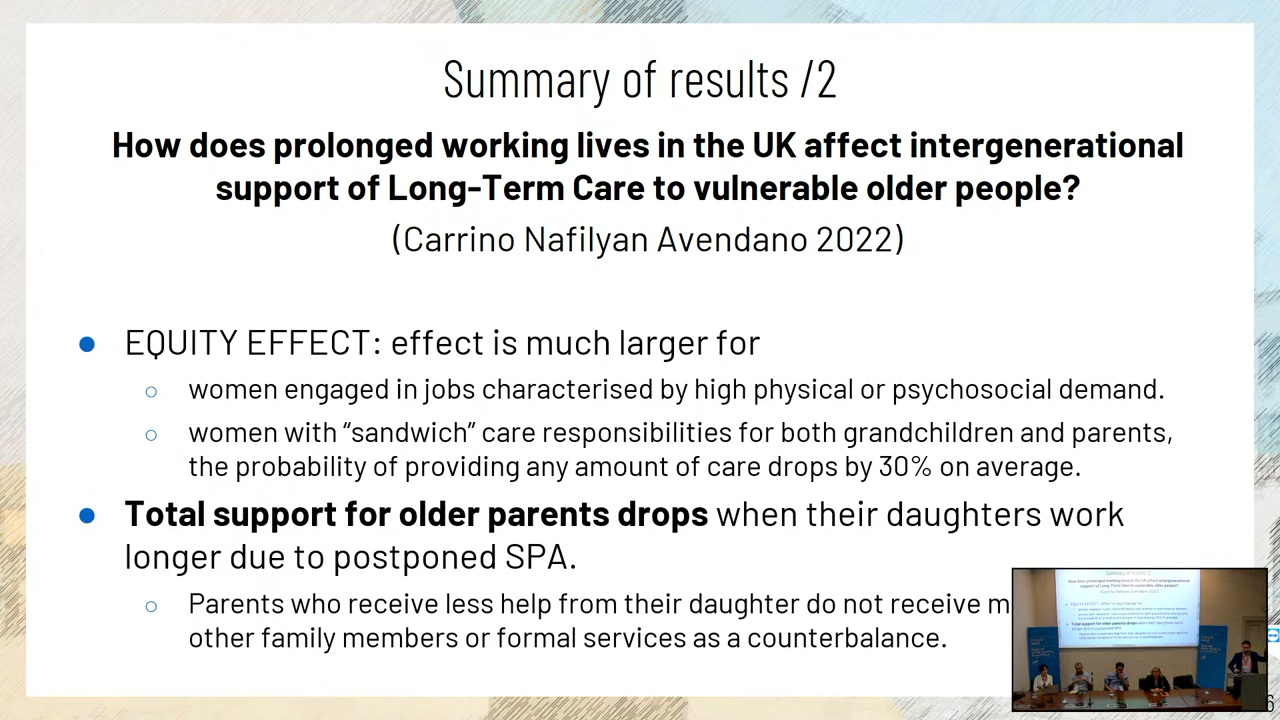 Summary of results /2
How does prolonged working lives in the UK affect intergenerational
support of Long-Term Care to vulnerable older people?
(Carrino Nafilyan Avendano 2022)
EQUITY EFFECT: effect is much larger for
women engaged in jobs characterised by high physical or psychosocial demand.
women with “sandwich” care responsibilities for both grandchildren and parents,
the probability of providing any amount of care drops by 30% on average.
Total support for older parents drops when their daughters work
longer due to postponed SPA.
Parents who receive less help from their daughter do not receive m
other family members or formal services as a counterbalance.
6